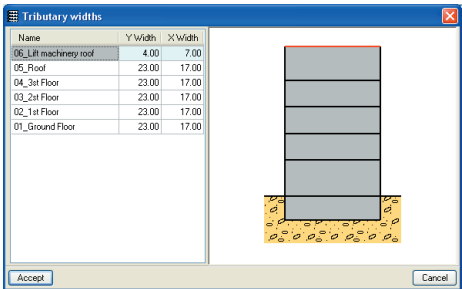 Tributary widths
Name Y Width X Width
06_Lift machinery roof 4.00 7.00
05_Roof 23.00 17.00
04_3st Floor 23.00 17.00
03_2st Floor 23.00 17.00
02_1st Floor 23.00 17.00
01_Ground Floor 23.00 17.00
Accept Cancel